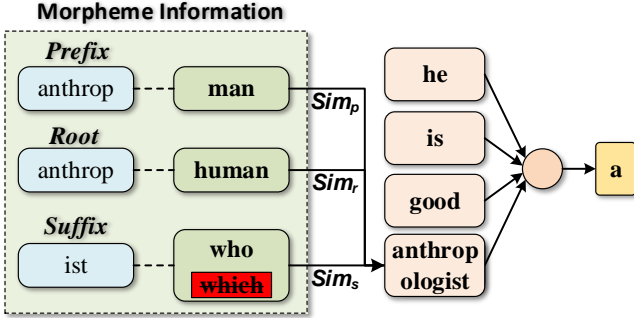 Morpheme Information
Prefix
anthrop
man
Sim_p
Root
anthrop
human
Sim_r
Suffix
ist
who
which
Sim_s
he
is
good
anthrop
ologist
a